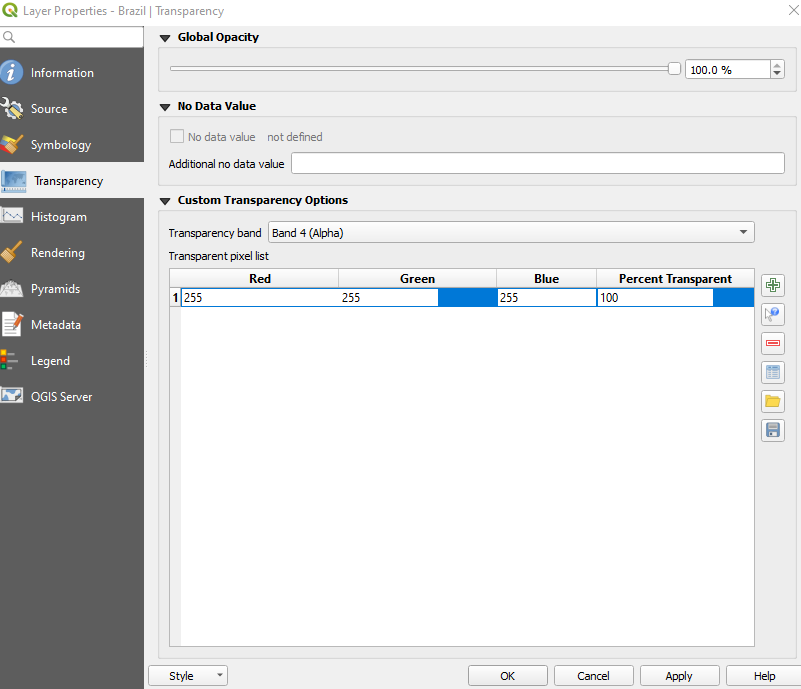 Layer Properties - Brazil | Transparency
Information
Source
Symbology
Transparency
Histogram
Rendering
Pyramids
Metadata
Legend
QGIS Server
Global Opacity
100.0 %
No Data Value
No data value not defined
Additional no data value
Custom Transparency Options
Transparency band Band 4 (Alpha)
Transparent pixel list
Red Green Blue Percent Transparent
1 255 255 255 100
Style OK Cancel Apply Help